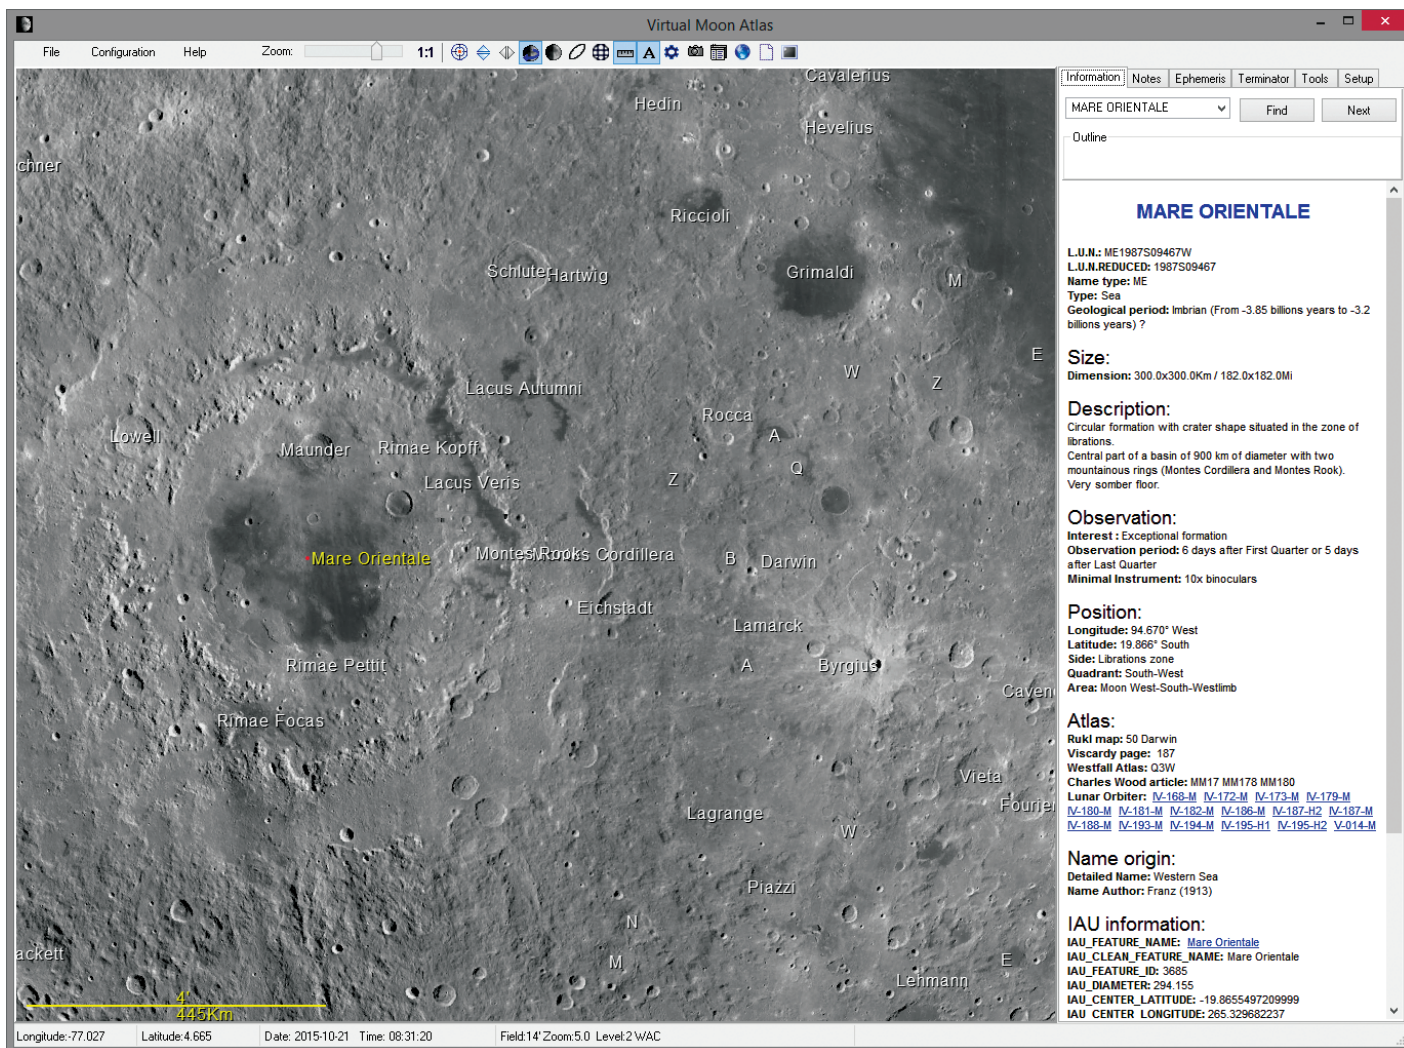 Virtual Moon Atlas
File Configuration Help Zoom: 1:1 A
Information Notes Ephemeris Terminator Tools Setup
MARE ORIENTALE Find Next
Outline
MARE ORIENTALE
L.U.N.: ME1987S09467W
L.U.N.REDUCED: 1987S09467
Name type: ME
Type: Sea
Geological period: Imbrian (From -3.85 billions years to -3.2
billions years) ?
Size:
Dimension: 300.0x300.0Km / 182.0x182.0Mi
Description:
Circular formation with crater shape situated in the zone of
librations.
Central part of a basin of 900 km of diameter with two
mountainous rings (Montes Cordillera and Montes Rook).
Very somber floor.
Observation:
Interest : Exceptional formation
Observation period: 6 days after First Quarter or 5 days
after Last Quarter
Minimal Instrument: 10x binoculars
Position:
Longitude: 94.670° West
Latitude: 19.866° South
Side: Librations zone
Quadrant: South-West
Area: Moon West-South-Westlimb
Atlas:
Rukl map: 50 Darwin
Viscardy page: 187
Westfall Atlas: Q3W
Charles Wood article: MM17 MM178 MM180
Lunar Orbiter: IV-168-M IV-172-M IV-173-M IV-179-M
IV-180-M IV-181-M IV-182-M IV-186-M IV-187-H2 IV-187-M
IV-188-M IV-193-M IV-194-M IV-195-H1 IV-195-H2 V-014-M
Name origin:
Detailed Name: Western Sea
Name Author: Franz (1913)
IAU information:
IAU_FEATURE_NAME: Mare Orientale
IAU_CLEAN_FEATURE_NAME: Mare Orientale
IAU_FEATURE_ID: 3685
IAU_DIAMETER: 294.155
IAU_CENTER_LATITUDE: -19.8655497209999
IAU_CENTER_LONGITUDE: 265.329682237
Cavalerius
Hedin
Hevelius
chner
Riccioli
Schluter
Hartwig
Grimaldi
M
E
W
Z
Lacus Autumni
Rocca
Lowell
A
Maunder
Rimae Kopff
Q
Lacus Veris
Z
Mare Orientale
Montes Rook
Montes Cordillera
B
Darwin
Eichstadt
Lamarck
Rimae Pettit
A
Byrgius
Caven
Rimae Focas
Vieta
Fourier
Lagrange
W
Piazzi
N
ackett
M
E
Lehmann
4'
445Km
Longitude:-77.027 Latitude:4.665 Date: 2015-10-21 Time: 08:31:20 Field:14' Zoom:5.0 Level:2 WAC